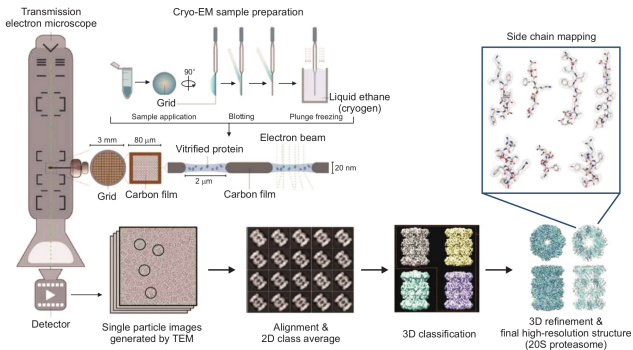 Transmission
electron microscope
Cryo-EM sample preparation
90°
Grid
Liquid ethane
(cryogen)
Sample application
Blotting
Plunge freezing
3 mm
80 μm
Vitrified protein
Electron beam
20 nm
2 μm
Grid
Carbon film
Carbon film
Side chain mapping
Detector
Single particle images
generated by TEM
Alignment &
2D class average
3D classification
3D refinement &
final high-resolution structure
(20S proteasome)